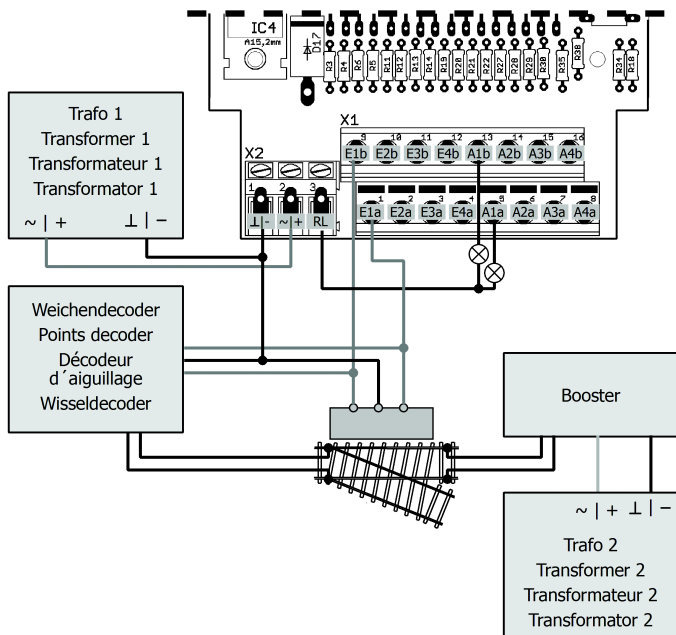 IC4
A15,2mm
D17
R3
R4
R6
R5
R11
R12
R13
R14
R19
R20
R21
R22
R27
R28
R29
R30
R35
R38
R34
R18
X1
9 10 11 12 13 14 15 16
E1b E2b E3b E4b A1b A2b A3b A4b
1 2 3 4 5 6 7 8
E1a E2a E3a E4a A1a A2a A3a A4a
X2
1 2 3
⊥|- ~|+ RL
Trafo 1
Transformer 1
Transformateur 1
Transformator 1
~ | + ⊥ | −
Weichendecoder
Points decoder
Décodeur
d´aiguillage
Wisseldecoder
Booster
~ | + ⊥ | −
Trafo 2
Transformer 2
Transformateur 2
Transformator 2